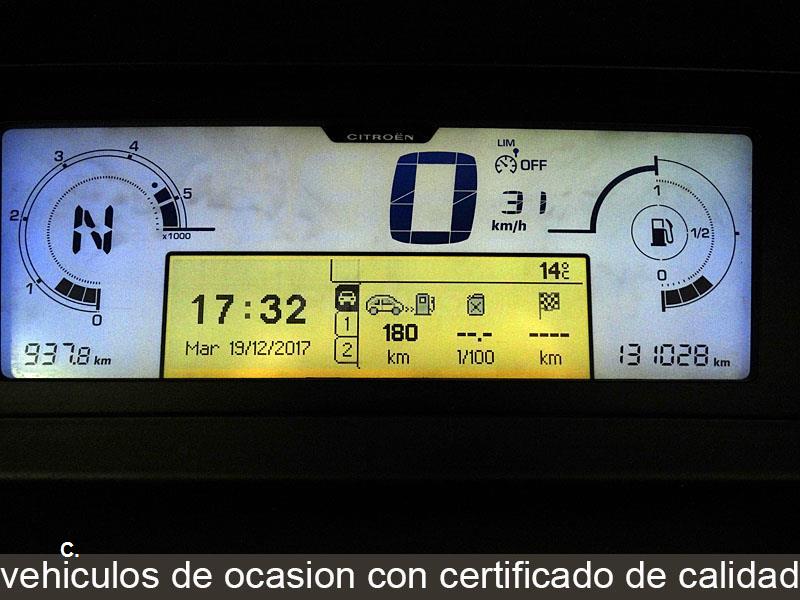 CITROËN
LIM
OFF
0
31
km/h
4
3
5
2
x1000
N
1
0
1
1/2
0
14°C
17:32
Mar 19/12/2017
1
2
180
km
--.-
l/100
----
km
937.8 km
131028 km
C.
vehiculos de ocasion con certificado de calidad